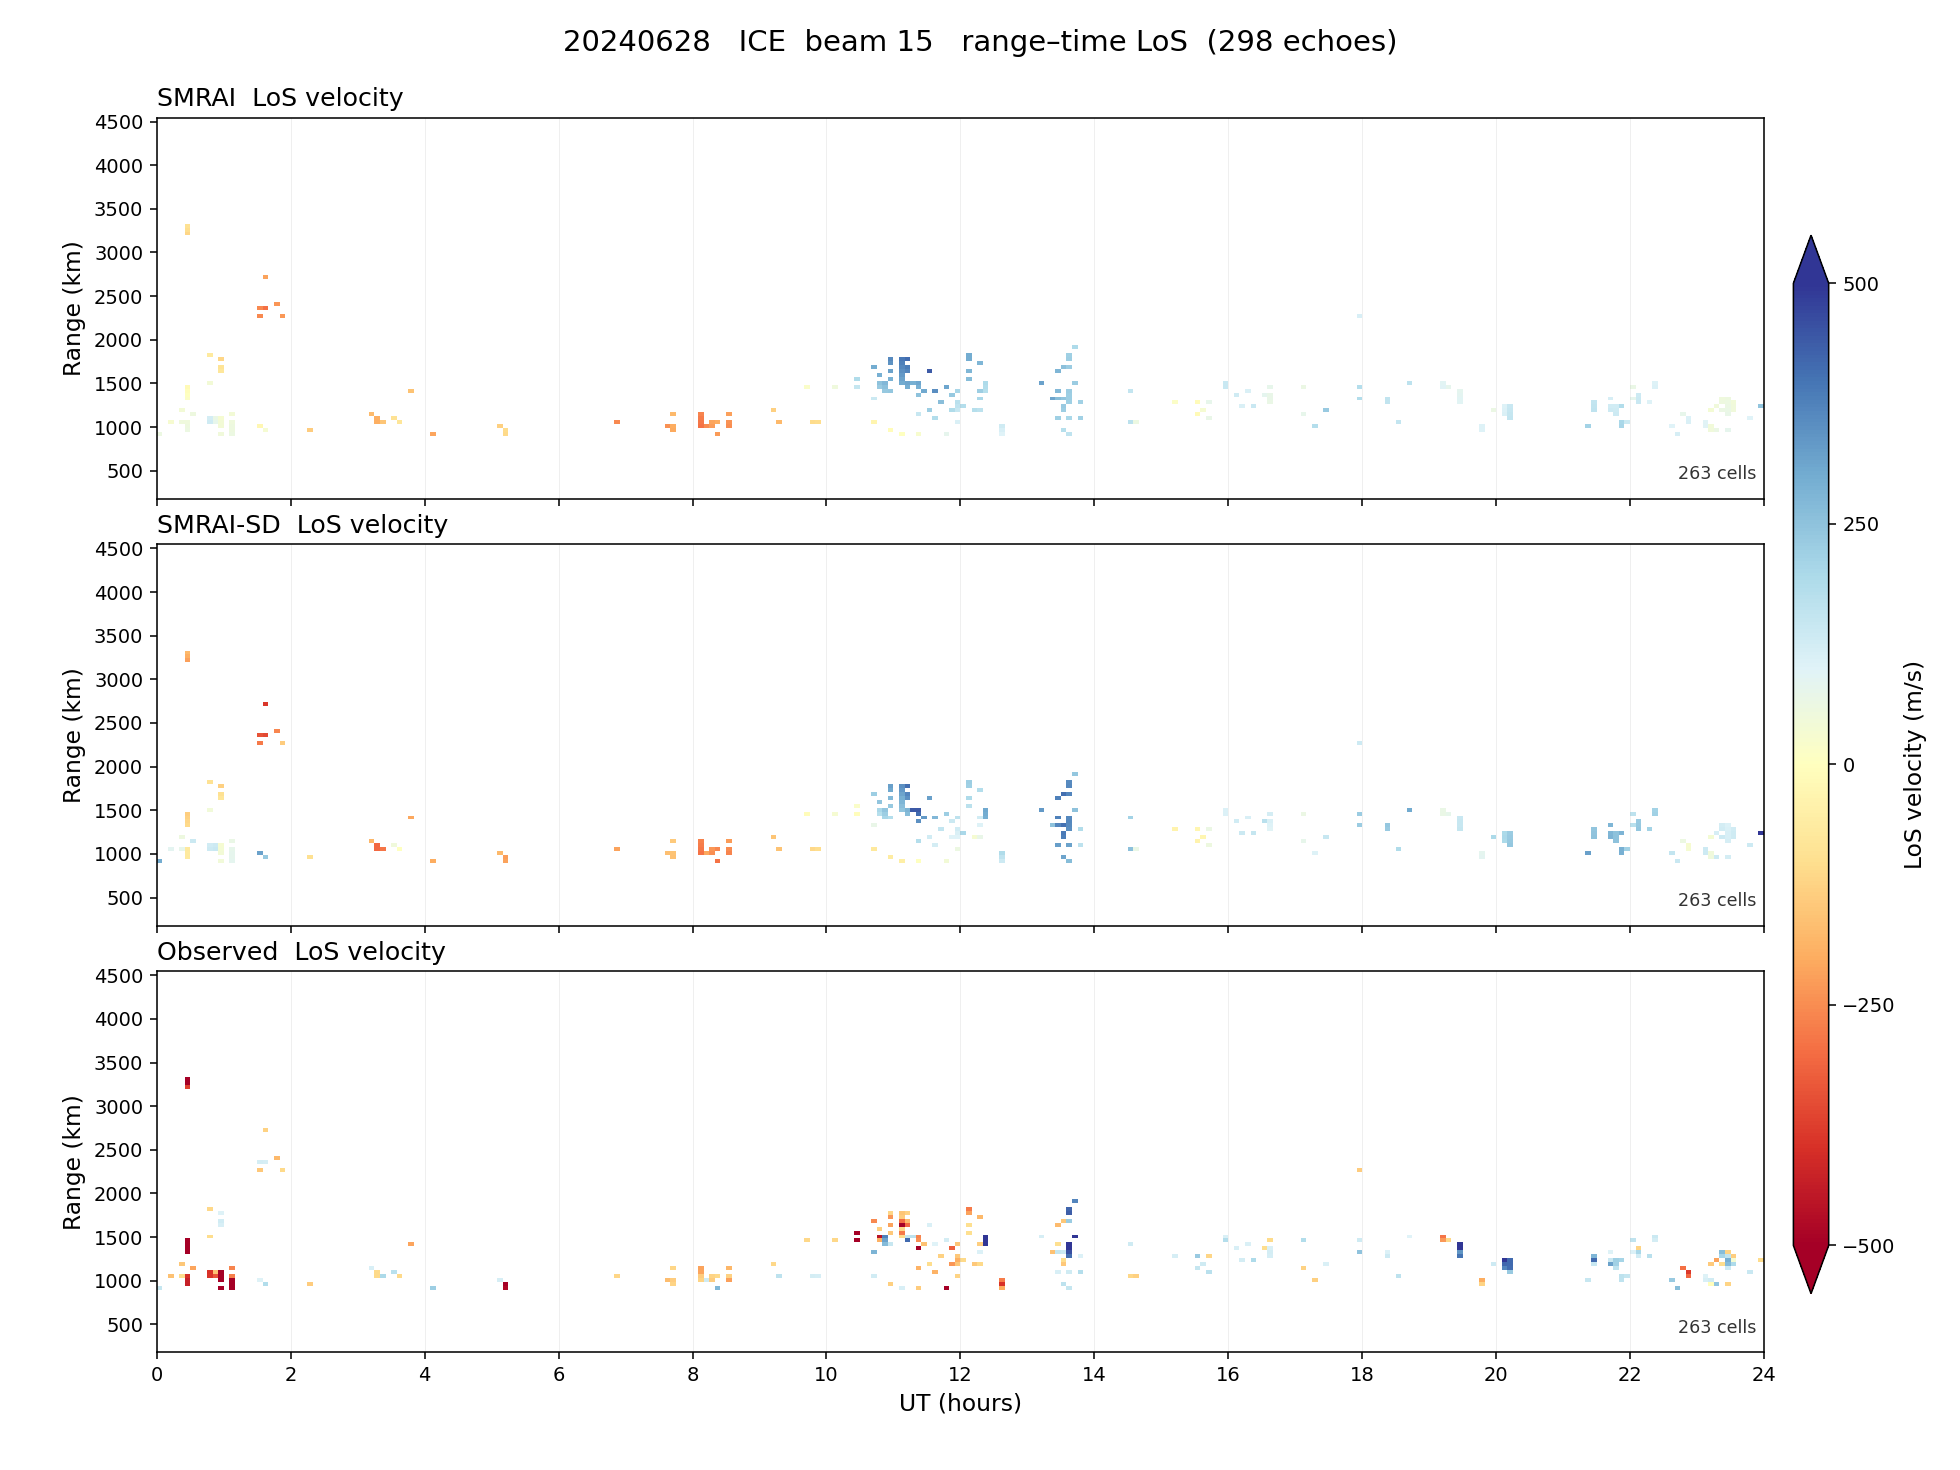 20240628   ICE  beam 15   range–time LoS  (298 echoes)
SMRAI  LoS velocity
4500
4000
3500
3000
2500
2000
1500
1000
500
Range (km)
263 cells
SMRAI-SD  LoS velocity
4500
4000
3500
3000
2500
2000
1500
1000
500
Range (km)
263 cells
Observed  LoS velocity
4500
4000
3500
3000
2500
2000
1500
1000
500
Range (km)
263 cells
0 2 4 6 8 10 12 14 16 18 20 22 24
UT (hours)
500
250
0
−250
−500
LoS velocity (m/s)